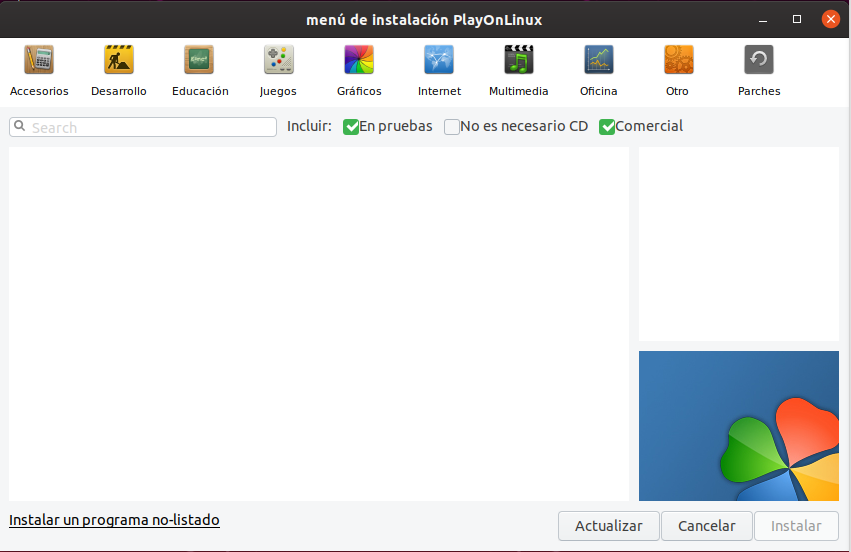 menú de instalación PlayOnLinux
Accesorios Desarrollo Educación Juegos Gráficos Internet Multimedia Oficina Otro Parches
Search Incluir: En pruebas No es necesario CD Comercial
Instalar un programa no-listado
Actualizar Cancelar Instalar